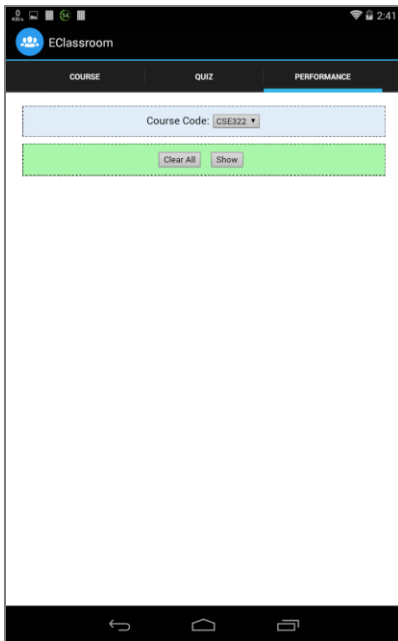 2:41
EClassroom
COURSE QUIZ PERFORMANCE
Course Code: CSE322
Clear All Show